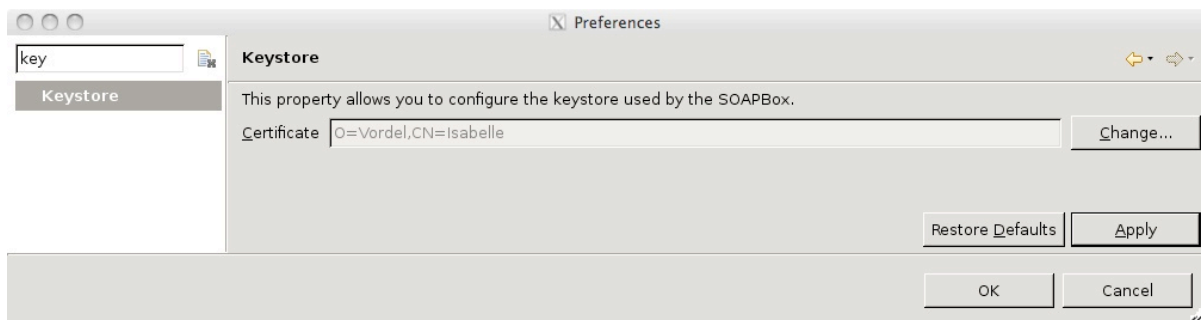 Preferences
key
Keystore
Keystore
This property allows you to configure the keystore used by the SOAPBox.
Certificate O=Vordel,CN=Isabelle Change...
Restore Defaults Apply
OK Cancel